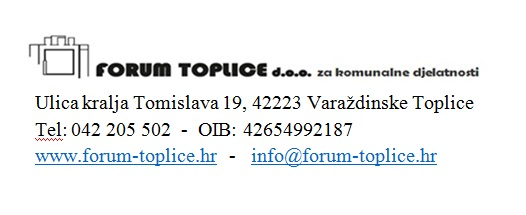 FORUM TOPLICE d.o.o. za komunalne djelatnosti
Ulica kralja Tomislava 19, 42223 Varaždinske Toplice
Tel: 042 205 502 - OIB: 42654992187
www.forum-toplice.hr - info@forum-toplice.hr